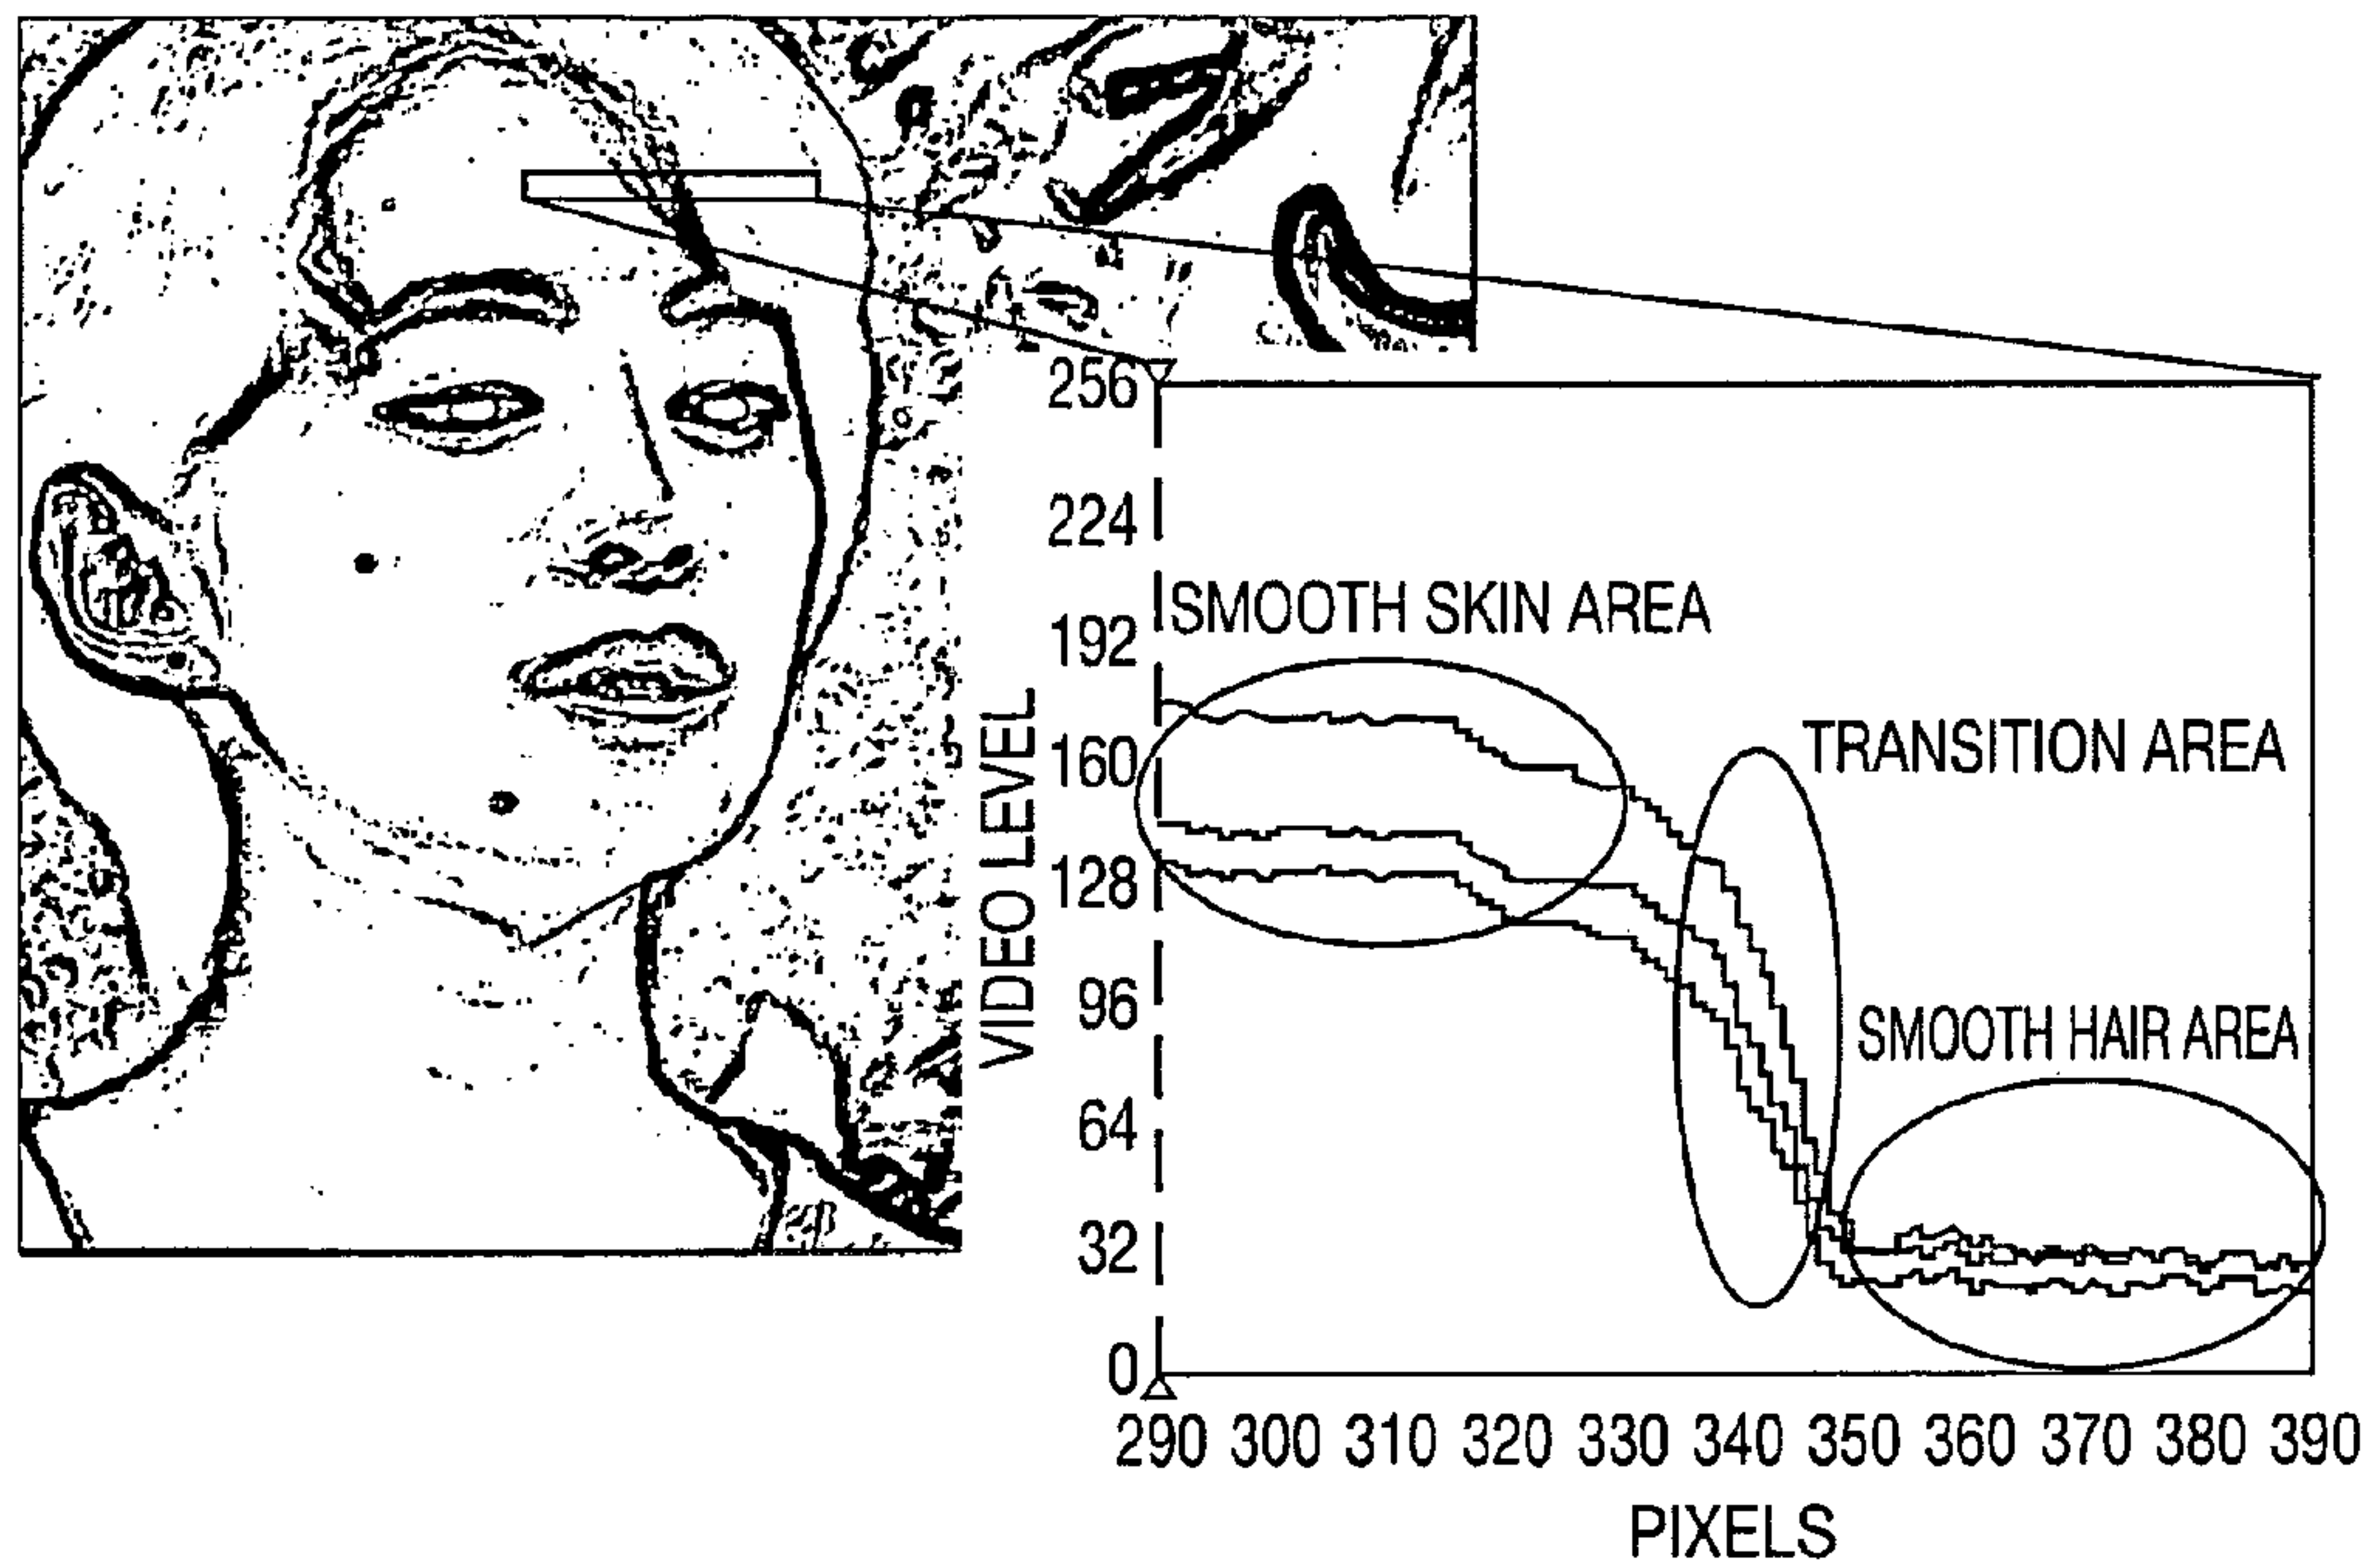 256
224
SMOOTH SKIN AREA
192
TRANSITION AREA
160
VIDEO LEVEL
128
96
SMOOTH HAIR AREA
64
32
0
290 300 310 320 330 340 350 360 370 380 390
PIXELS